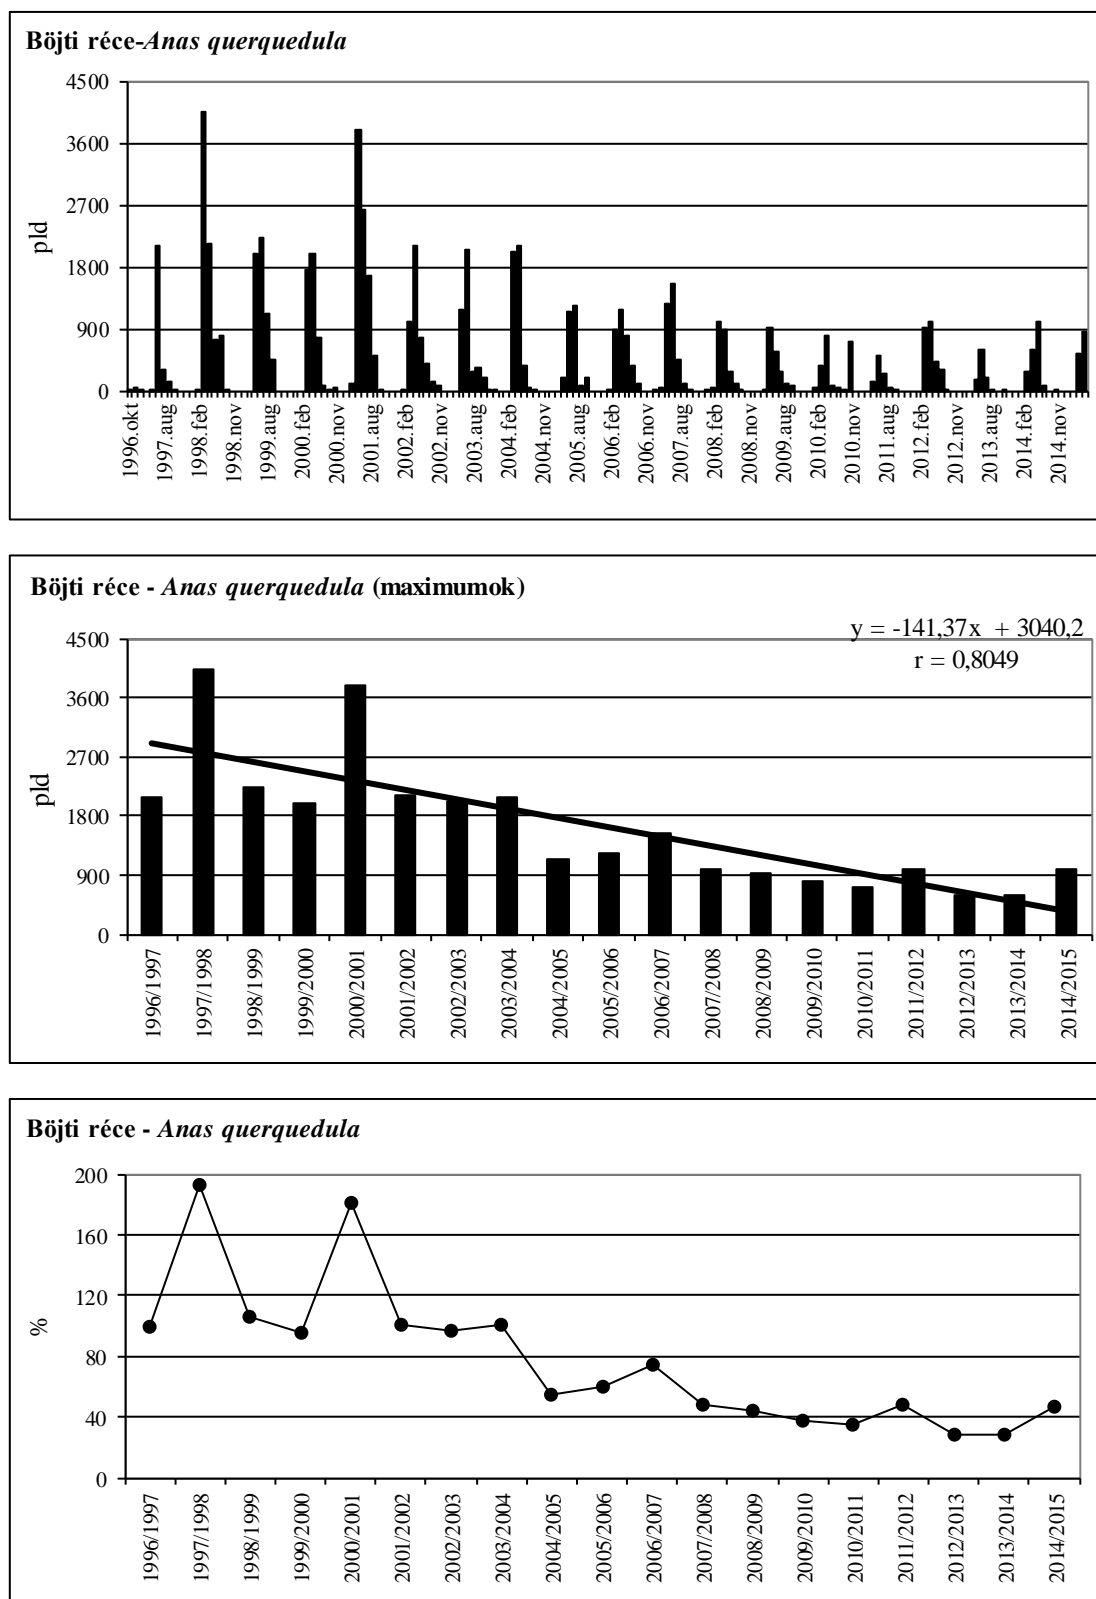 Böjti réce-Anas querquedula
4500
3600
2700
1800
900
0
pld
1996.okt
1997.aug
1998.feb
1998.nov
1999.aug
2000.feb
2000.nov
2001.aug
2002.feb
2002.nov
2003.aug
2004.feb
2004.nov
2005.aug
2006.feb
2006.nov
2007.aug
2008.feb
2008.nov
2009.aug
2010.feb
2010.nov
2011.aug
2012.feb
2012.nov
2013.aug
2014.feb
2014.nov
Böjti réce - Anas querquedula (maximumok)
y = -141,37x + 3040,2
r = 0,8049
4500
3600
2700
1800
900
0
pld
1996/1997
1997/1998
1998/1999
1999/2000
2000/2001
2001/2002
2002/2003
2003/2004
2004/2005
2005/2006
2006/2007
2007/2008
2008/2009
2009/2010
2010/2011
2011/2012
2012/2013
2013/2014
2014/2015
Böjti réce - Anas querquedula
200
160
120
80
40
0
%
1996/1997
1997/1998
1998/1999
1999/2000
2000/2001
2001/2002
2002/2003
2003/2004
2004/2005
2005/2006
2006/2007
2007/2008
2008/2009
2009/2010
2010/2011
2011/2012
2012/2013
2013/2014
2014/2015